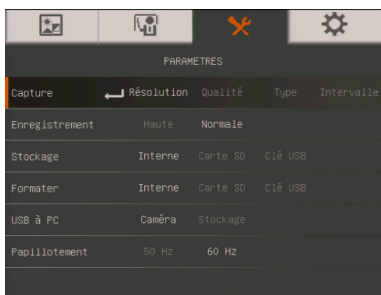 PARAMETRES
Capture Résolution Qualité Type Intervalle
Enregistrement Haute Normale
Stockage Interne Carte SD Clé USB
Formater Interne Carte SD Clé USB
USB à PC Caméra Stockage
Papillotement 50 Hz 60 Hz